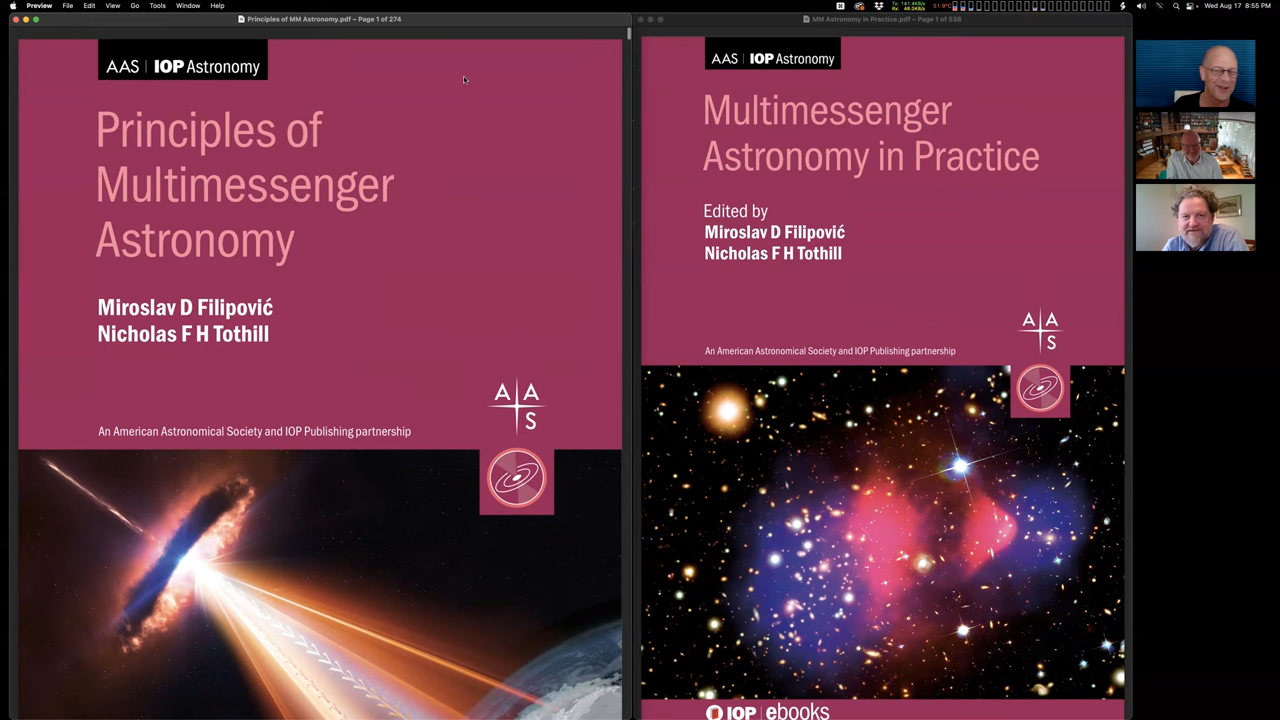 Preview File Edit View Go Tools Window Help
51.9°C Wed Aug 17 8:55 PM
Principles of MM Astronomy.pdf – Page 1 of 274
AAS | IOP Astronomy
Principles of
Multimessenger
Astronomy
Miroslav D Filipović
Nicholas F H Tothill
An American Astronomical Society and IOP Publishing partnership
A A
S
MM Astronomy in Practice.pdf – Page 1 of 538
AAS | IOP Astronomy
Multimessenger
Astronomy in Practice
Edited by
Miroslav D Filipović
Nicholas F H Tothill
A A
S
An American Astronomical Society and IOP Publishing partnership
IOP | ebooks